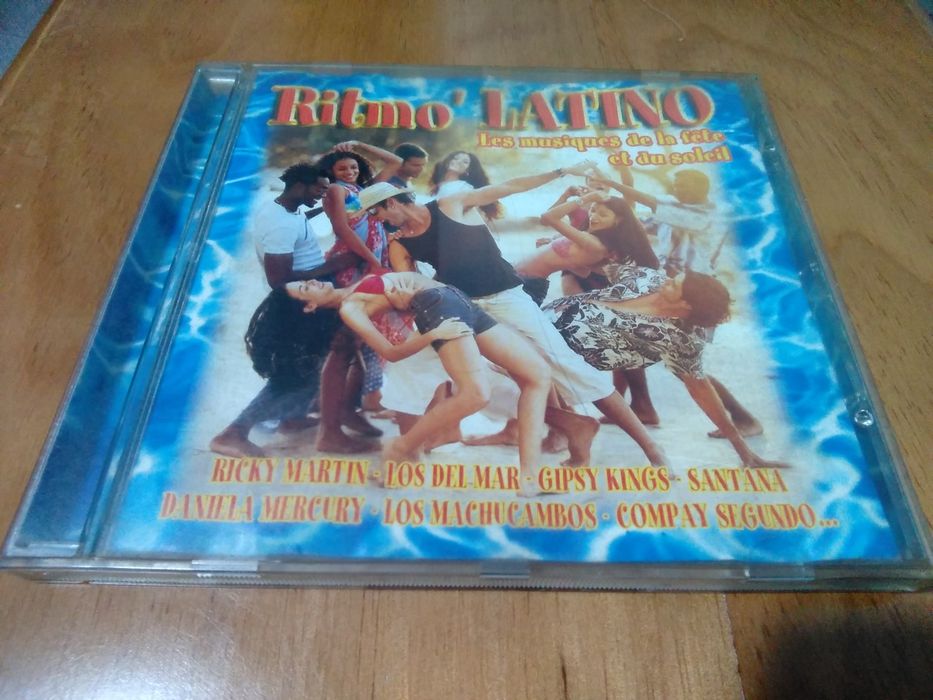 Ritmo' LATINO
Les musiques de la fête
et du soleil
RICKY MARTIN - LOS DEL MAR - GIPSY KINGS - SANTANA
DANIELA MERCURY - LOS MACHUCAMBOS - COMPAY SEGUNDO...